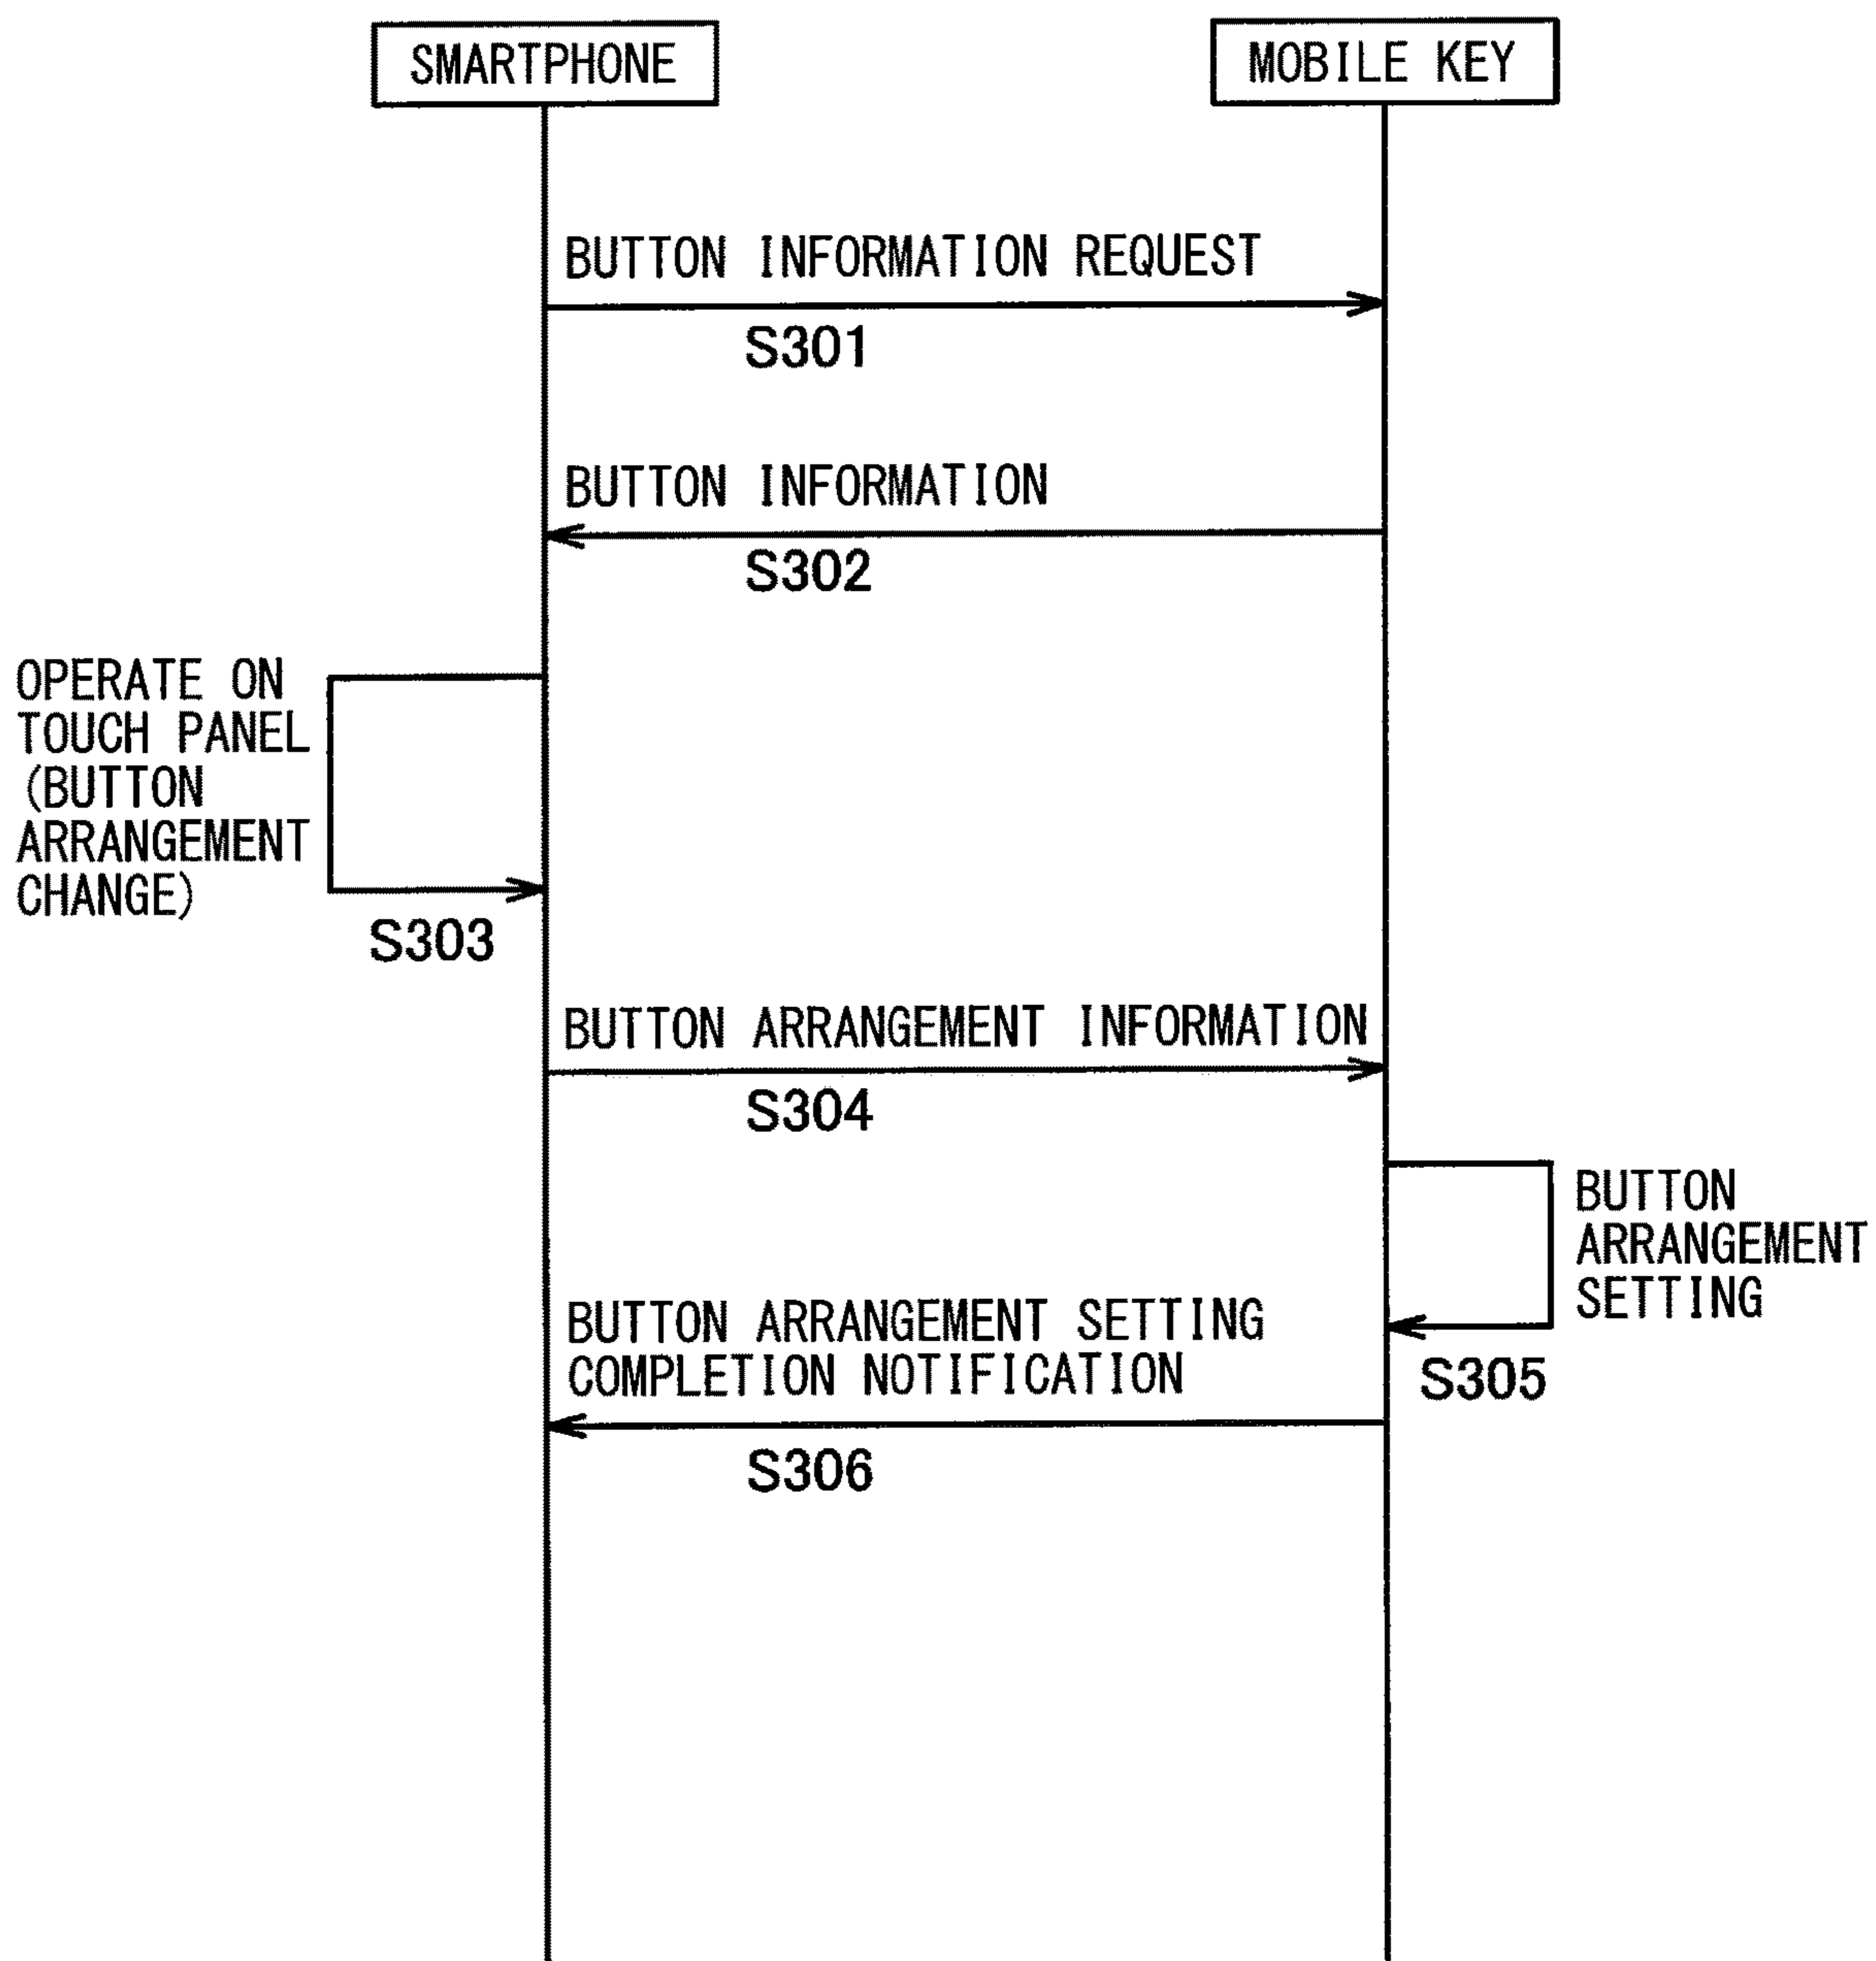 SMARTPHONE
MOBILE KEY
BUTTON INFORMATION REQUEST
S301
BUTTON INFORMATION
S302
OPERATE ON
TOUCH PANEL
(BUTTON
ARRANGEMENT
CHANGE)
S303
BUTTON ARRANGEMENT INFORMATION
S304
BUTTON
ARRANGEMENT
SETTING
S305
BUTTON ARRANGEMENT SETTING
COMPLETION NOTIFICATION
S306